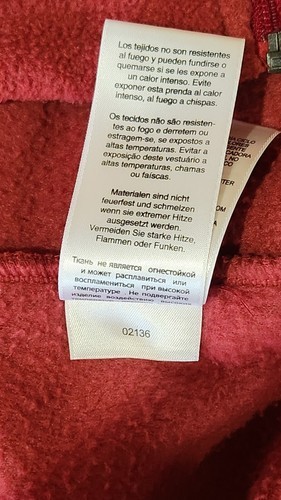 Los tejidos no son resistentes
al fuego y pueden fundirse o
quemarse si se les expone a
un calor intenso. Evite
exponer esta prenda al calor
intenso, al fuego a chispas.
Os tecidos não são resisten-
tes ao fogo e derretem ou
estragem-se, se expostos a
altas temperaturas. Evitar a
exposição deste vestuário a
altas temperaturas, chamas
ou faíscas.
Materialen sind nicht
feuerfest und schmelzen
wenn sie extremer Hitze
ausgesetzt werden.
Vermeiden Sie starke Hitze,
Flammen oder Funken.
Ткань не является огнестойкой
и может расплавиться или
воспламениться при высокой
температуре. Не подвергайте
изделие воздействию высоких
02136